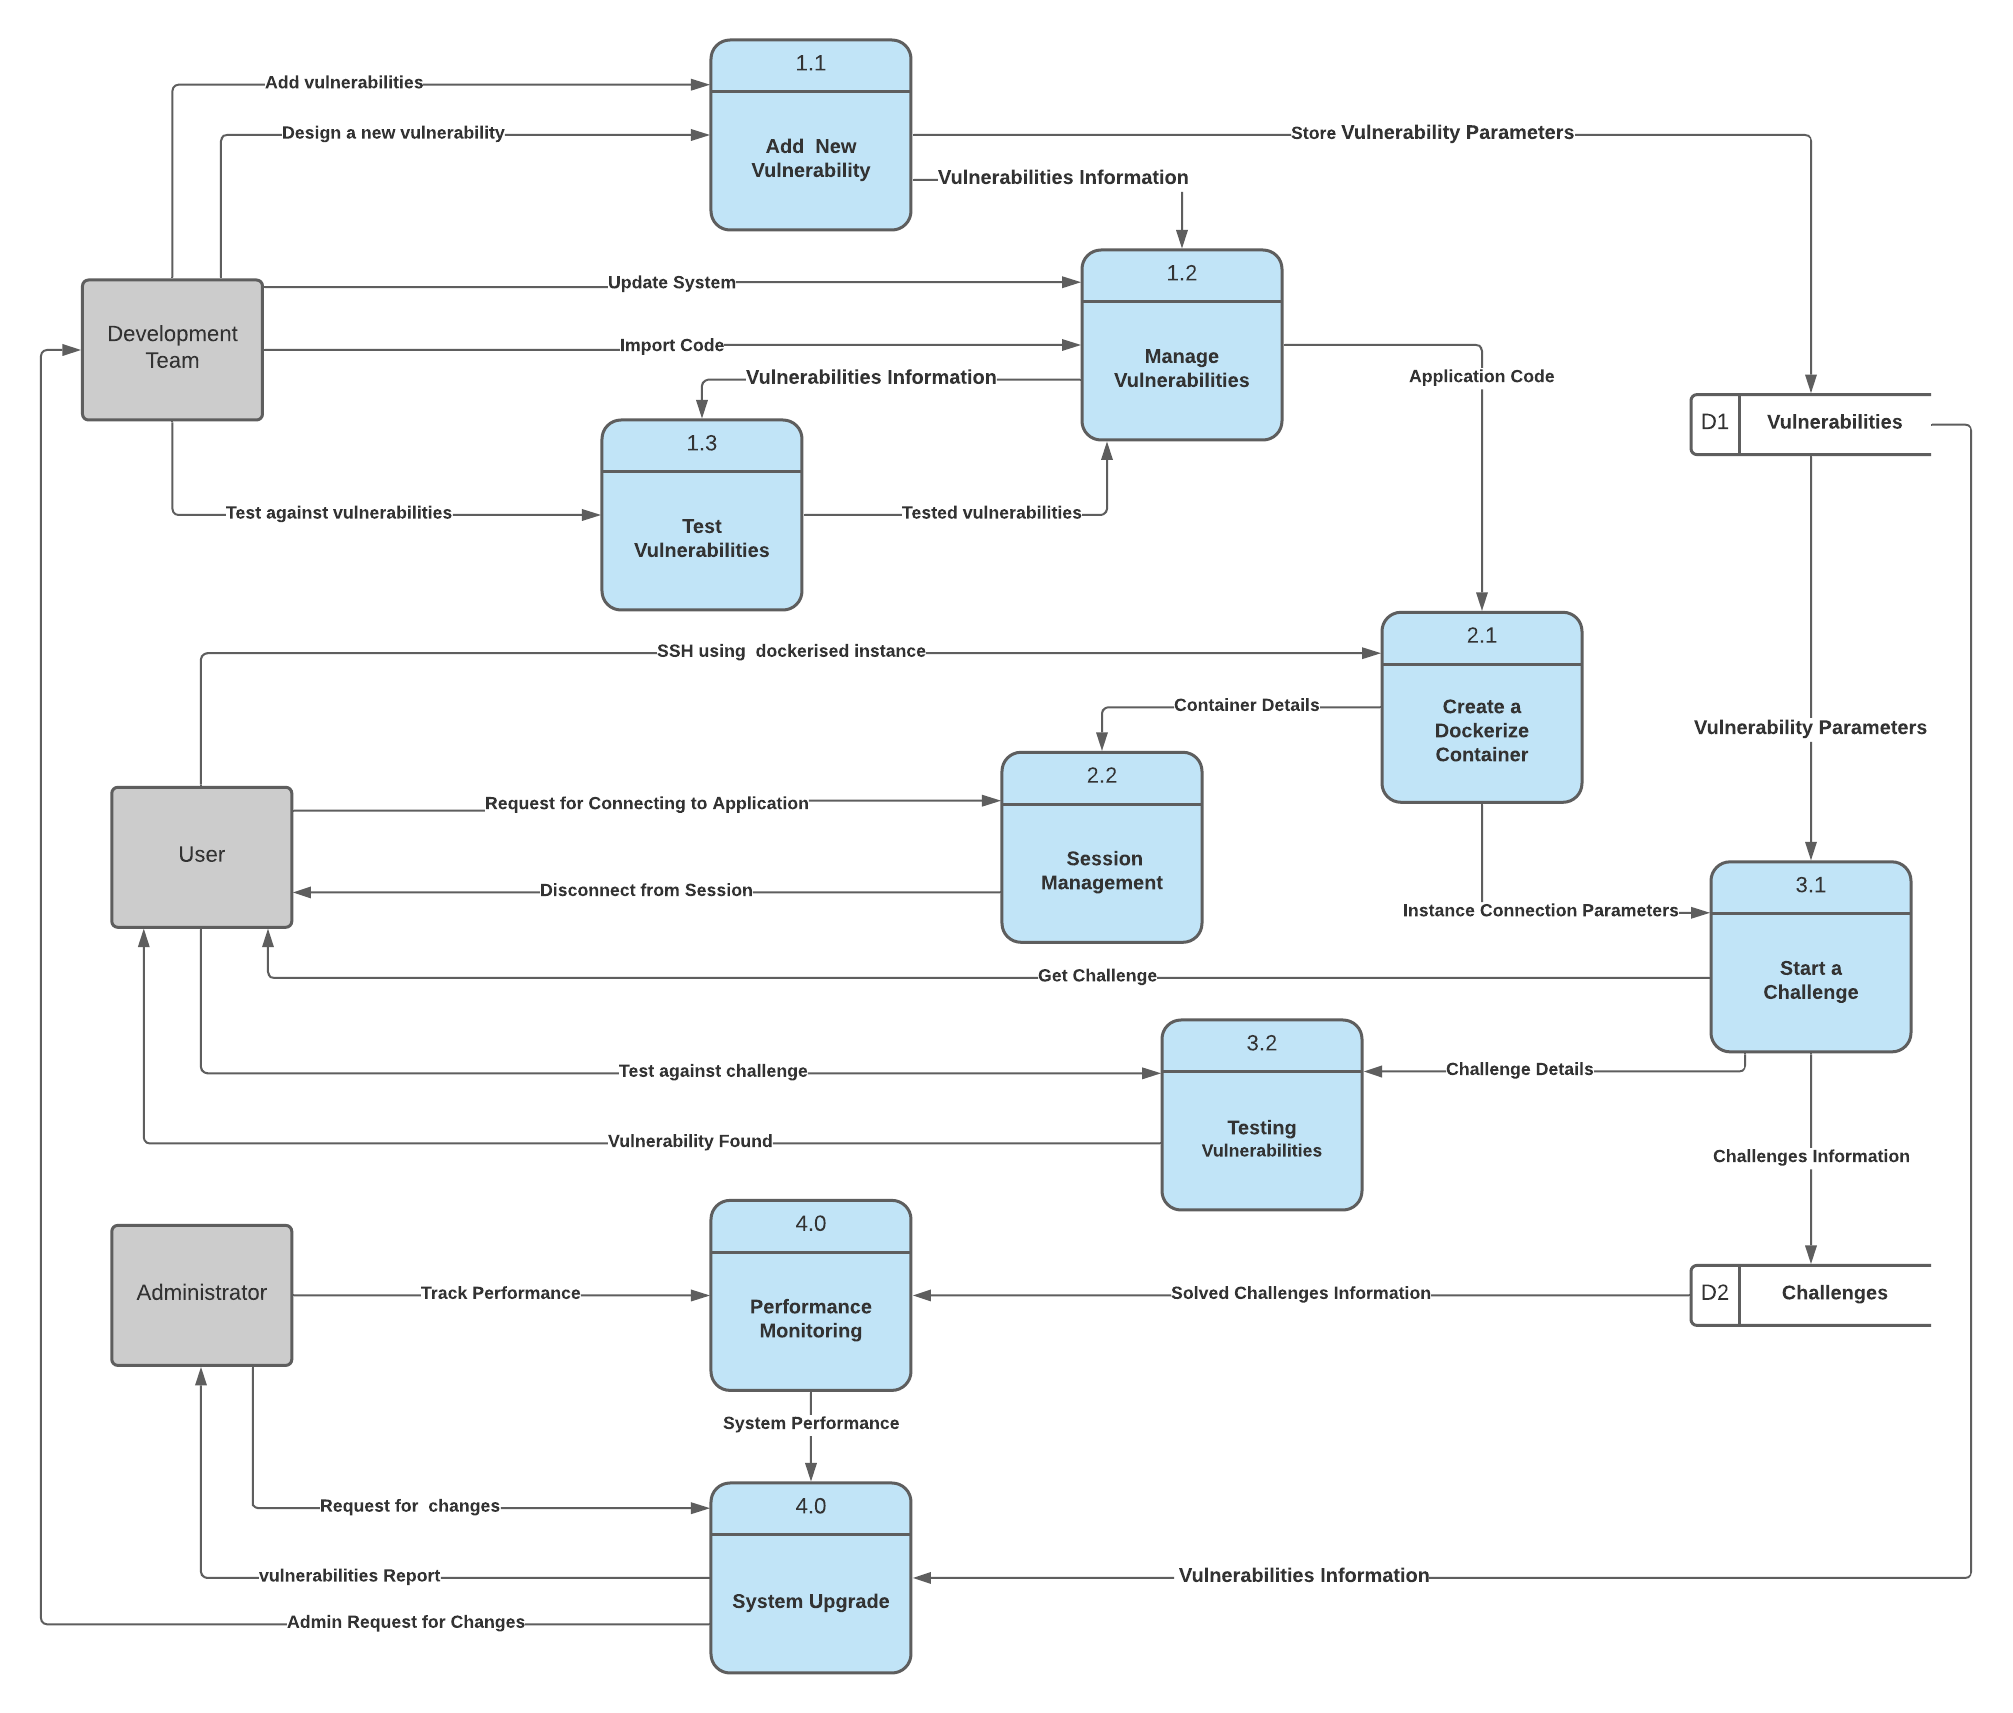 1.1
Add vulnerabilities
Design a new vulnerability
Add  New
Vulnerability
Store Vulnerability Parameters
Vulnerabilities Information
1.2
Update System
Development
Team
Import Code
Manage
Vulnerabilities
Vulnerabilities Information
Application Code
D1
Vulnerabilities
1.3
Test against vulnerabilities
Test
Vulnerabilities
Tested vulnerabilities
2.1
SSH using  dockerised instance
Container Details
Create a
Dockerize
Container
Vulnerability Parameters
2.2
Request for Connecting to Application
User
Session
Management
Disconnect from Session
3.1
Instance Connection Parameters
Get Challenge
Start a
Challenge
3.2
Test against challenge
Challenge Details
Testing
Vulnerabilities
Vulnerability Found
Challenges Information
4.0
Administrator
Track Performance
Performance
Monitoring
Solved Challenges Information
D2
Challenges
System Performance
4.0
Request for  changes
vulnerabilities Report
System Upgrade
Vulnerabilities Information
Admin Request for Changes